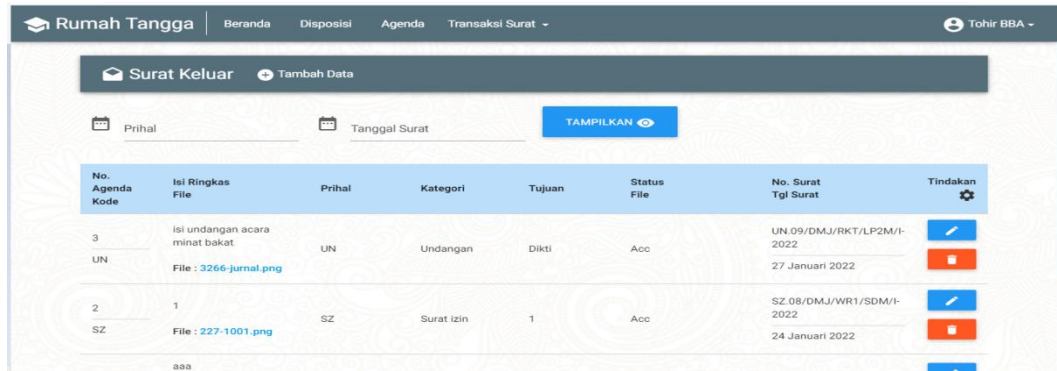 Rumah Tangga Beranda Disposisi Agenda Transaksi Surat Tohir BBA
Surat Keluar Tambah Data
Prihal Tanggal Surat TAMPILKAN
No. Agenda Kode Isi Ringkas File Prihal Kategori Tujuan Status File No. Surat Tgl Surat Tindakan
3
UN
isi undangan acara
minat bakat
File : 3266-jurnal.png
UN Undangan Dikti Acc
UN.09/DMJ/RKT/LP2M/I-
2022
27 Januari 2022
2
SZ
1
File : 227-1001.png
SZ Surat izin 1 Acc
SZ.08/DMJ/WR1/SDM/I-
2022
24 Januari 2022
aaa